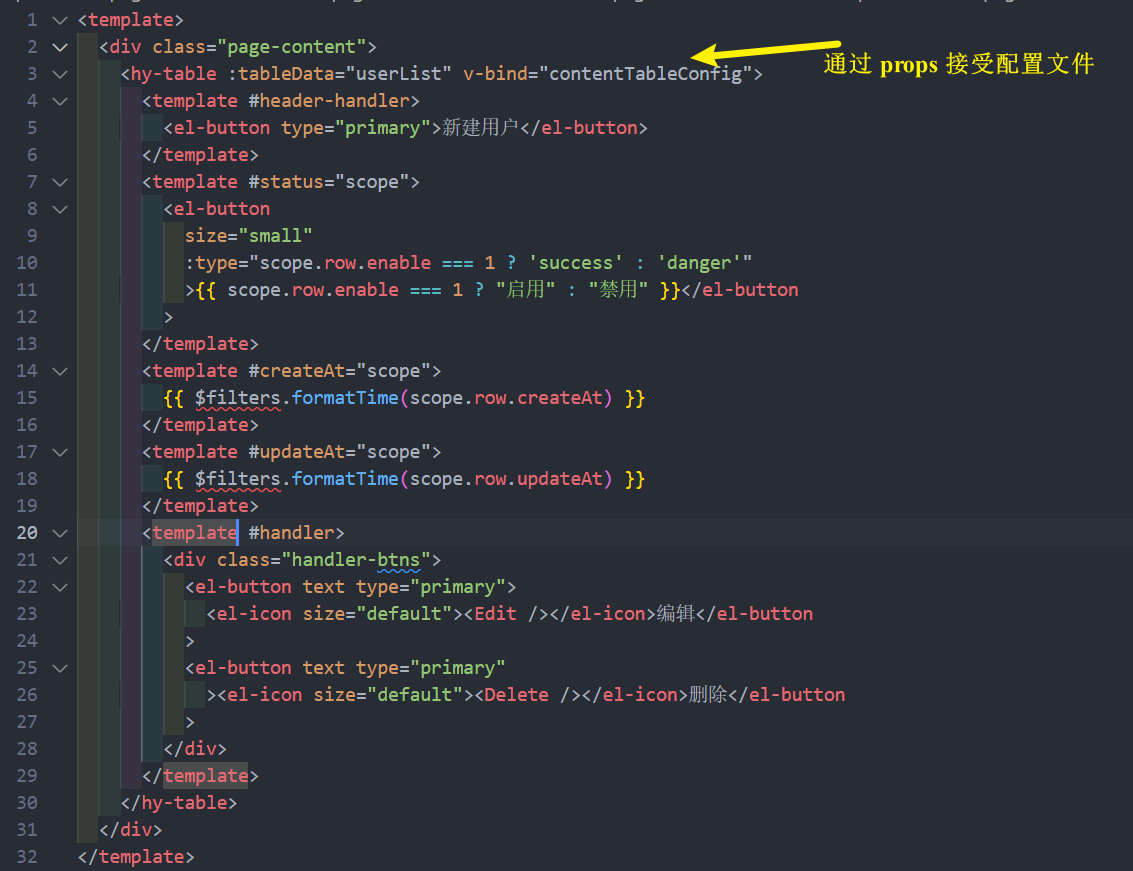 1 <template>
2 <div class="page-content">
3 <hy-table :tableData="userList" v-bind="contentTableConfig">
通过 props 接受配置文件
4 <template #header-handler>
5 <el-button type="primary">新建用户</el-button>
6 </template>
7 <template #status="scope">
8 <el-button
9 size="small"
10 :type="scope.row.enable === 1 ? 'success' : 'danger'"
11 >{{ scope.row.enable === 1 ? "启用" : "禁用" }}</el-button
12 >
13 </template>
14 <template #createAt="scope">
15 {{ $filters.formatTime(scope.row.createAt) }}
16 </template>
17 <template #updateAt="scope">
18 {{ $filters.formatTime(scope.row.updateAt) }}
19 </template>
20 <template #handler>
21 <div class="handler-btns">
22 <el-button text type="primary">
23 <el-icon size="default"><Edit /></el-icon>编辑</el-button
24 >
25 <el-button text type="primary"
26 ><el-icon size="default"><Delete /></el-icon>删除</el-button
27 >
28 </div>
29 </template>
30 </hy-table>
31 </div>
32 </template>